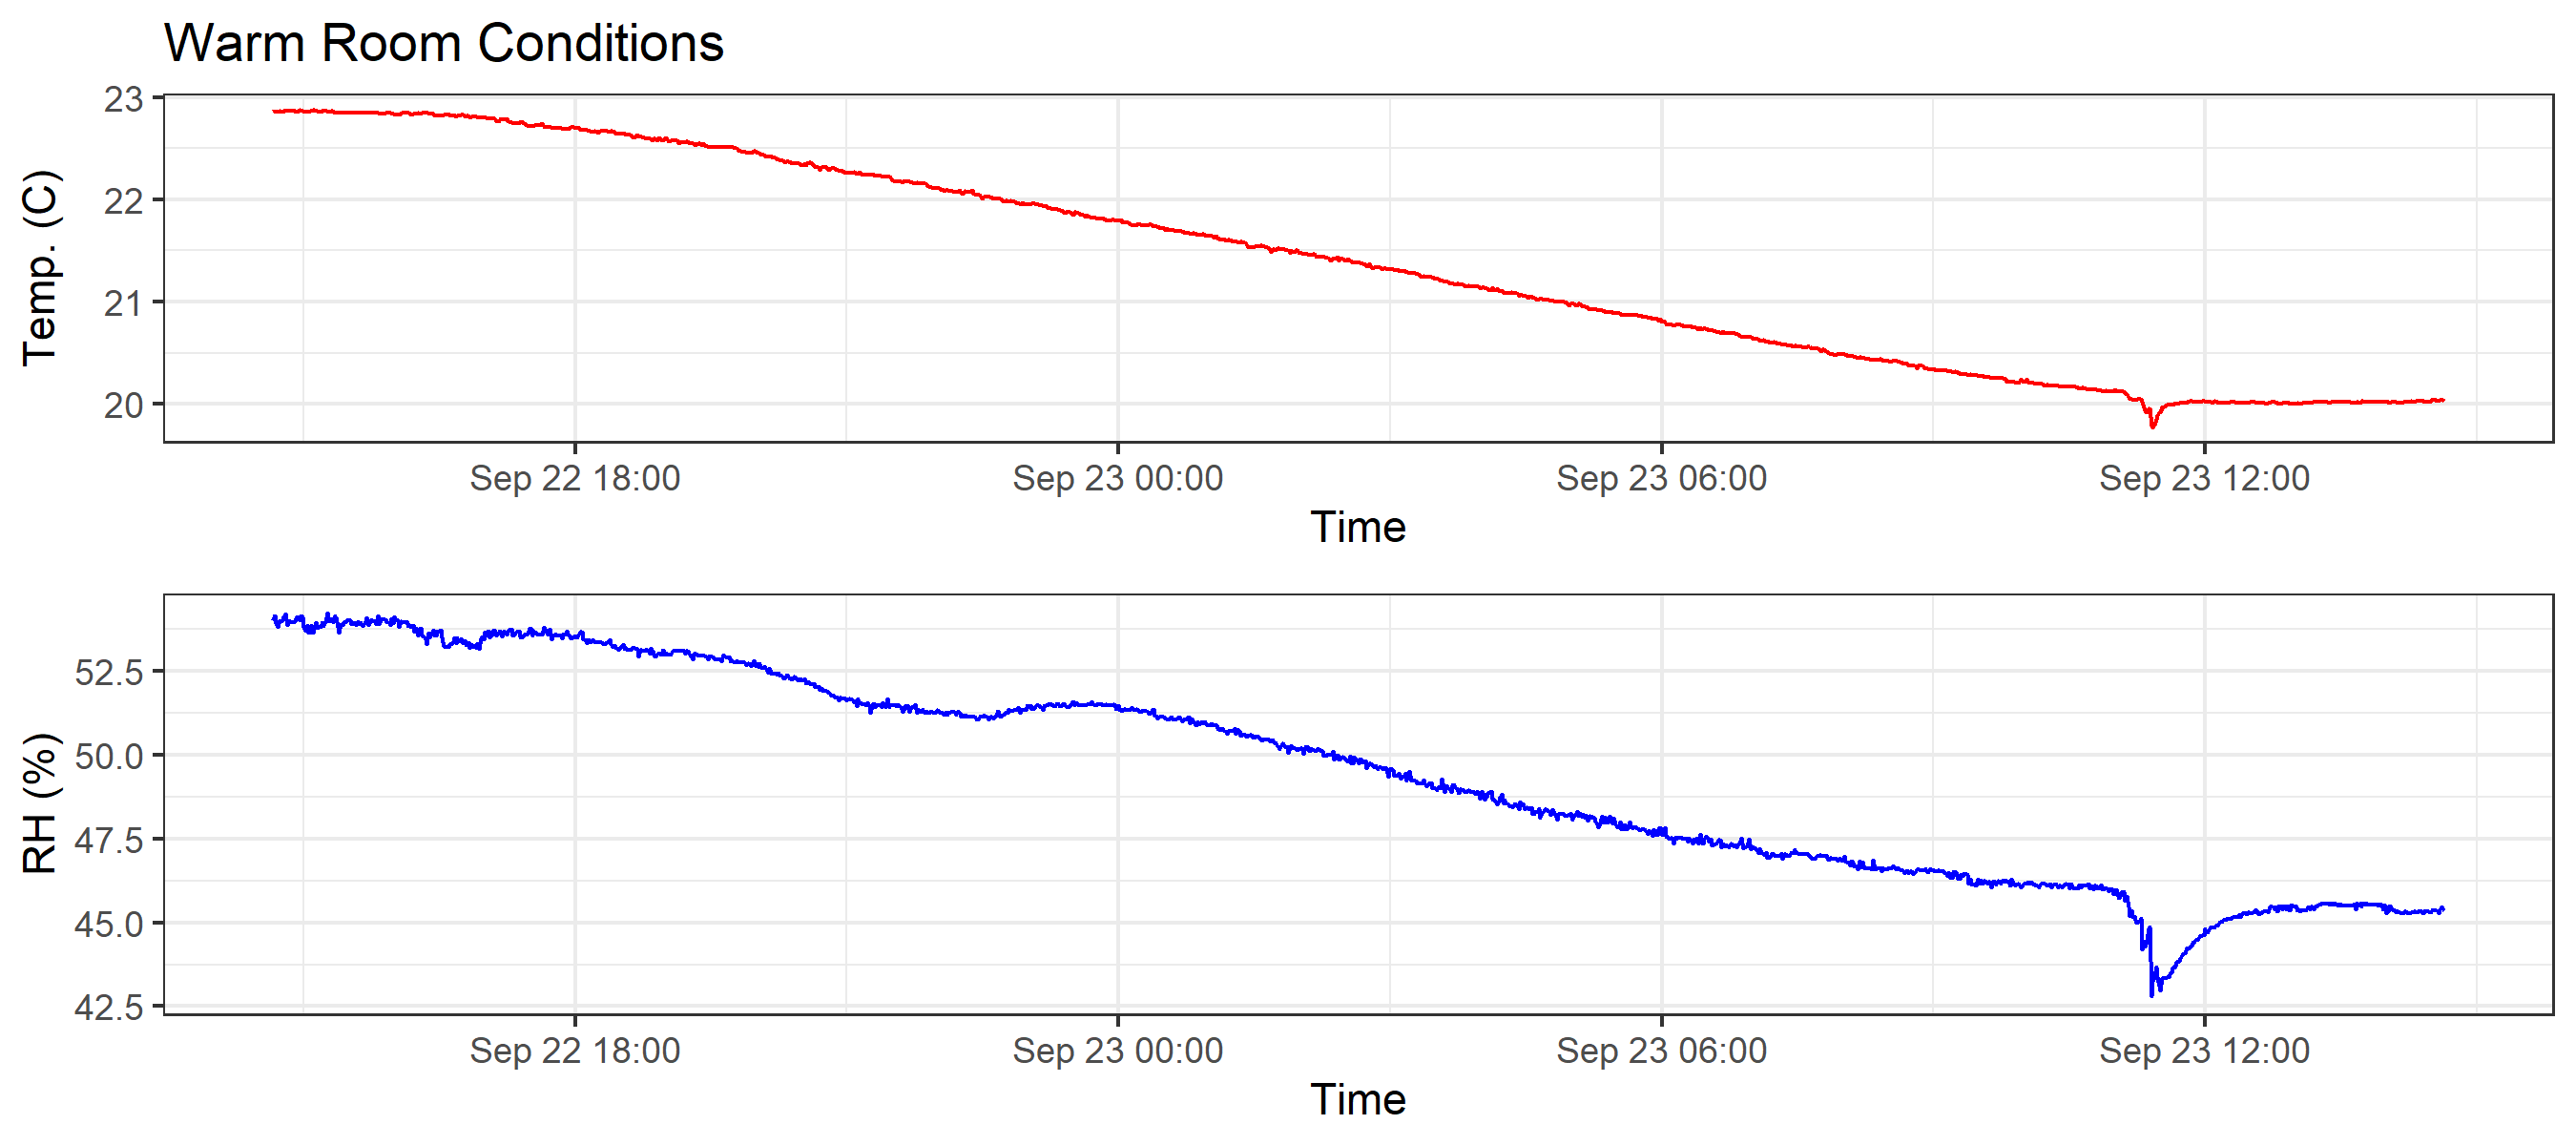 Warm Room Conditions
23
22
21
20
Temp. (C)
Sep 22 18:00 Sep 23 00:00 Sep 23 06:00 Sep 23 12:00
Time
52.5
50.0
47.5
45.0
42.5
RH (%)
Sep 22 18:00 Sep 23 00:00 Sep 23 06:00 Sep 23 12:00
Time